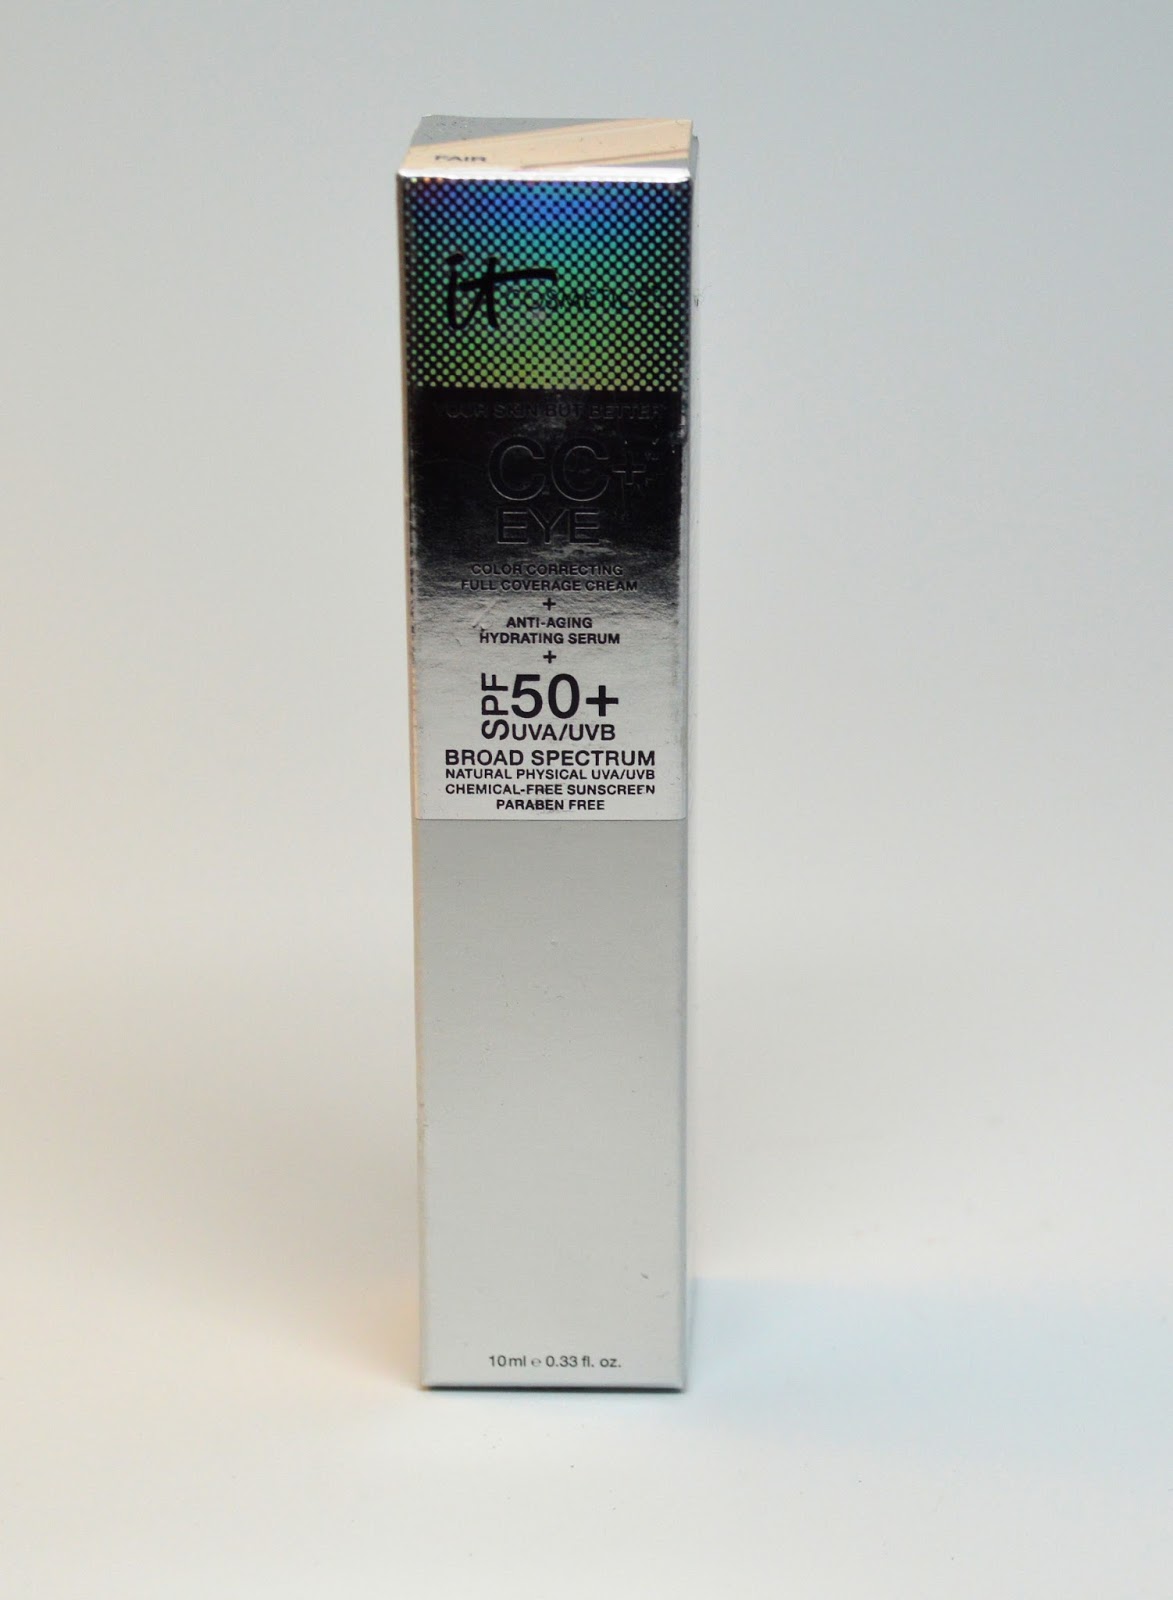 FAIR
it COSMETICS
YOUR SKIN BUT BETTER
CC+™
EYE
COLOR CORRECTING
FULL COVERAGE CREAM
+
ANTI-AGING
HYDRATING SERUM
+
SPF 50+
UVA/UVB
BROAD SPECTRUM
NATURAL PHYSICAL UVA/UVB
CHEMICAL-FREE SUNSCREEN
PARABEN FREE
10ml e 0.33 fl. oz.